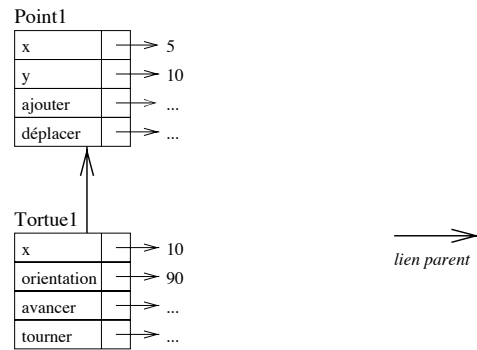 Point1
x 5
y 10
ajouter ...
déplacer ...
Tortue1
x 10
orientation 90
avancer ...
tourner ...
lien parent